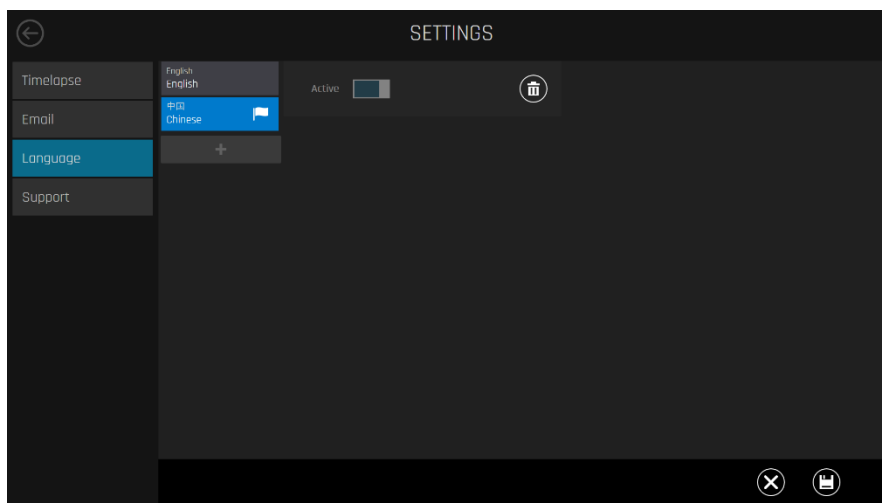 SETTINGS
Timelapse
Email
Language
Support
English
English
中国
Chinese
Active